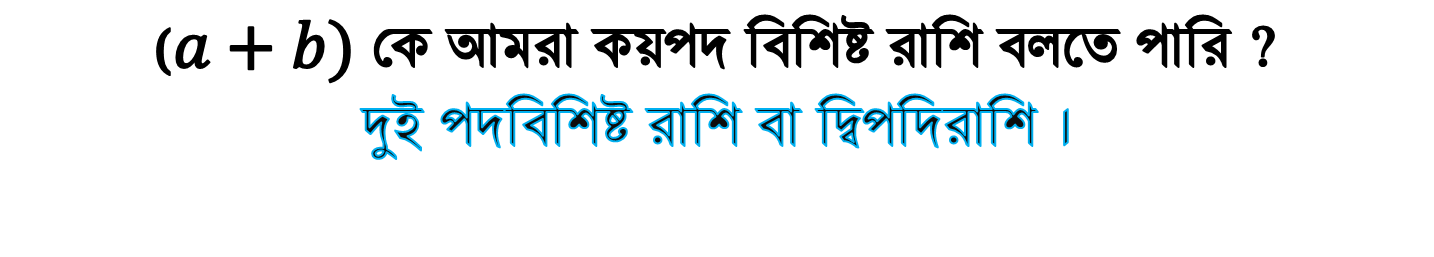 (a + b) কে আমরা কয়পদ বিশিষ্ট রাশি বলতে পারি ?
দুই পদবিশিষ্ট রাশি বা দ্বিপদিরাশি ।